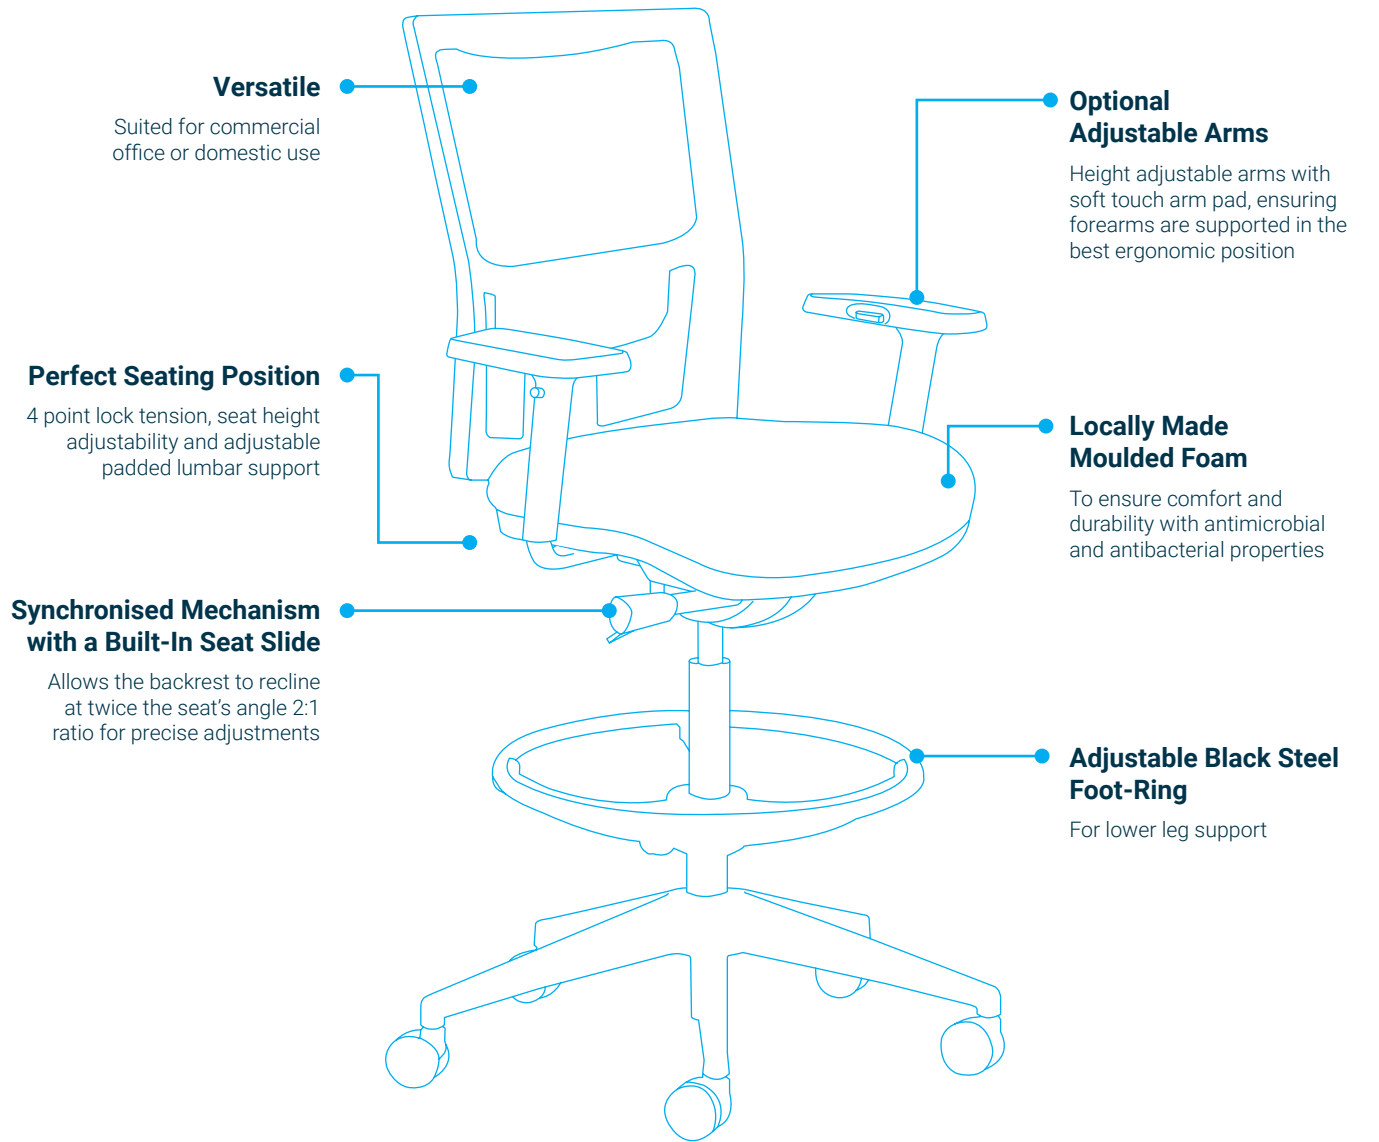 Versatile
Suited for commercial
office or domestic use
Perfect Seating Position
4 point lock tension, seat height
adjustability and adjustable
padded lumbar support
Synchronised Mechanism
with a Built-In Seat Slide
Allows the backrest to recline
at twice the seat’s angle 2:1
ratio for precise adjustments
Optional
Adjustable Arms
Height adjustable arms with
soft touch arm pad, ensuring
forearms are supported in the
best ergonomic position
Locally Made
Moulded Foam
To ensure comfort and
durability with antimicrobial
and antibacterial properties
Adjustable Black Steel
Foot-Ring
For lower leg support